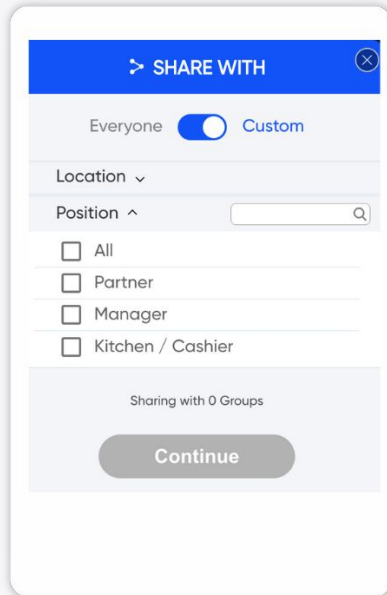 SHARE WITH
Everyone Custom
Location
Position
All
Partner
Manager
Kitchen / Cashier
Sharing with 0 Groups
Continue